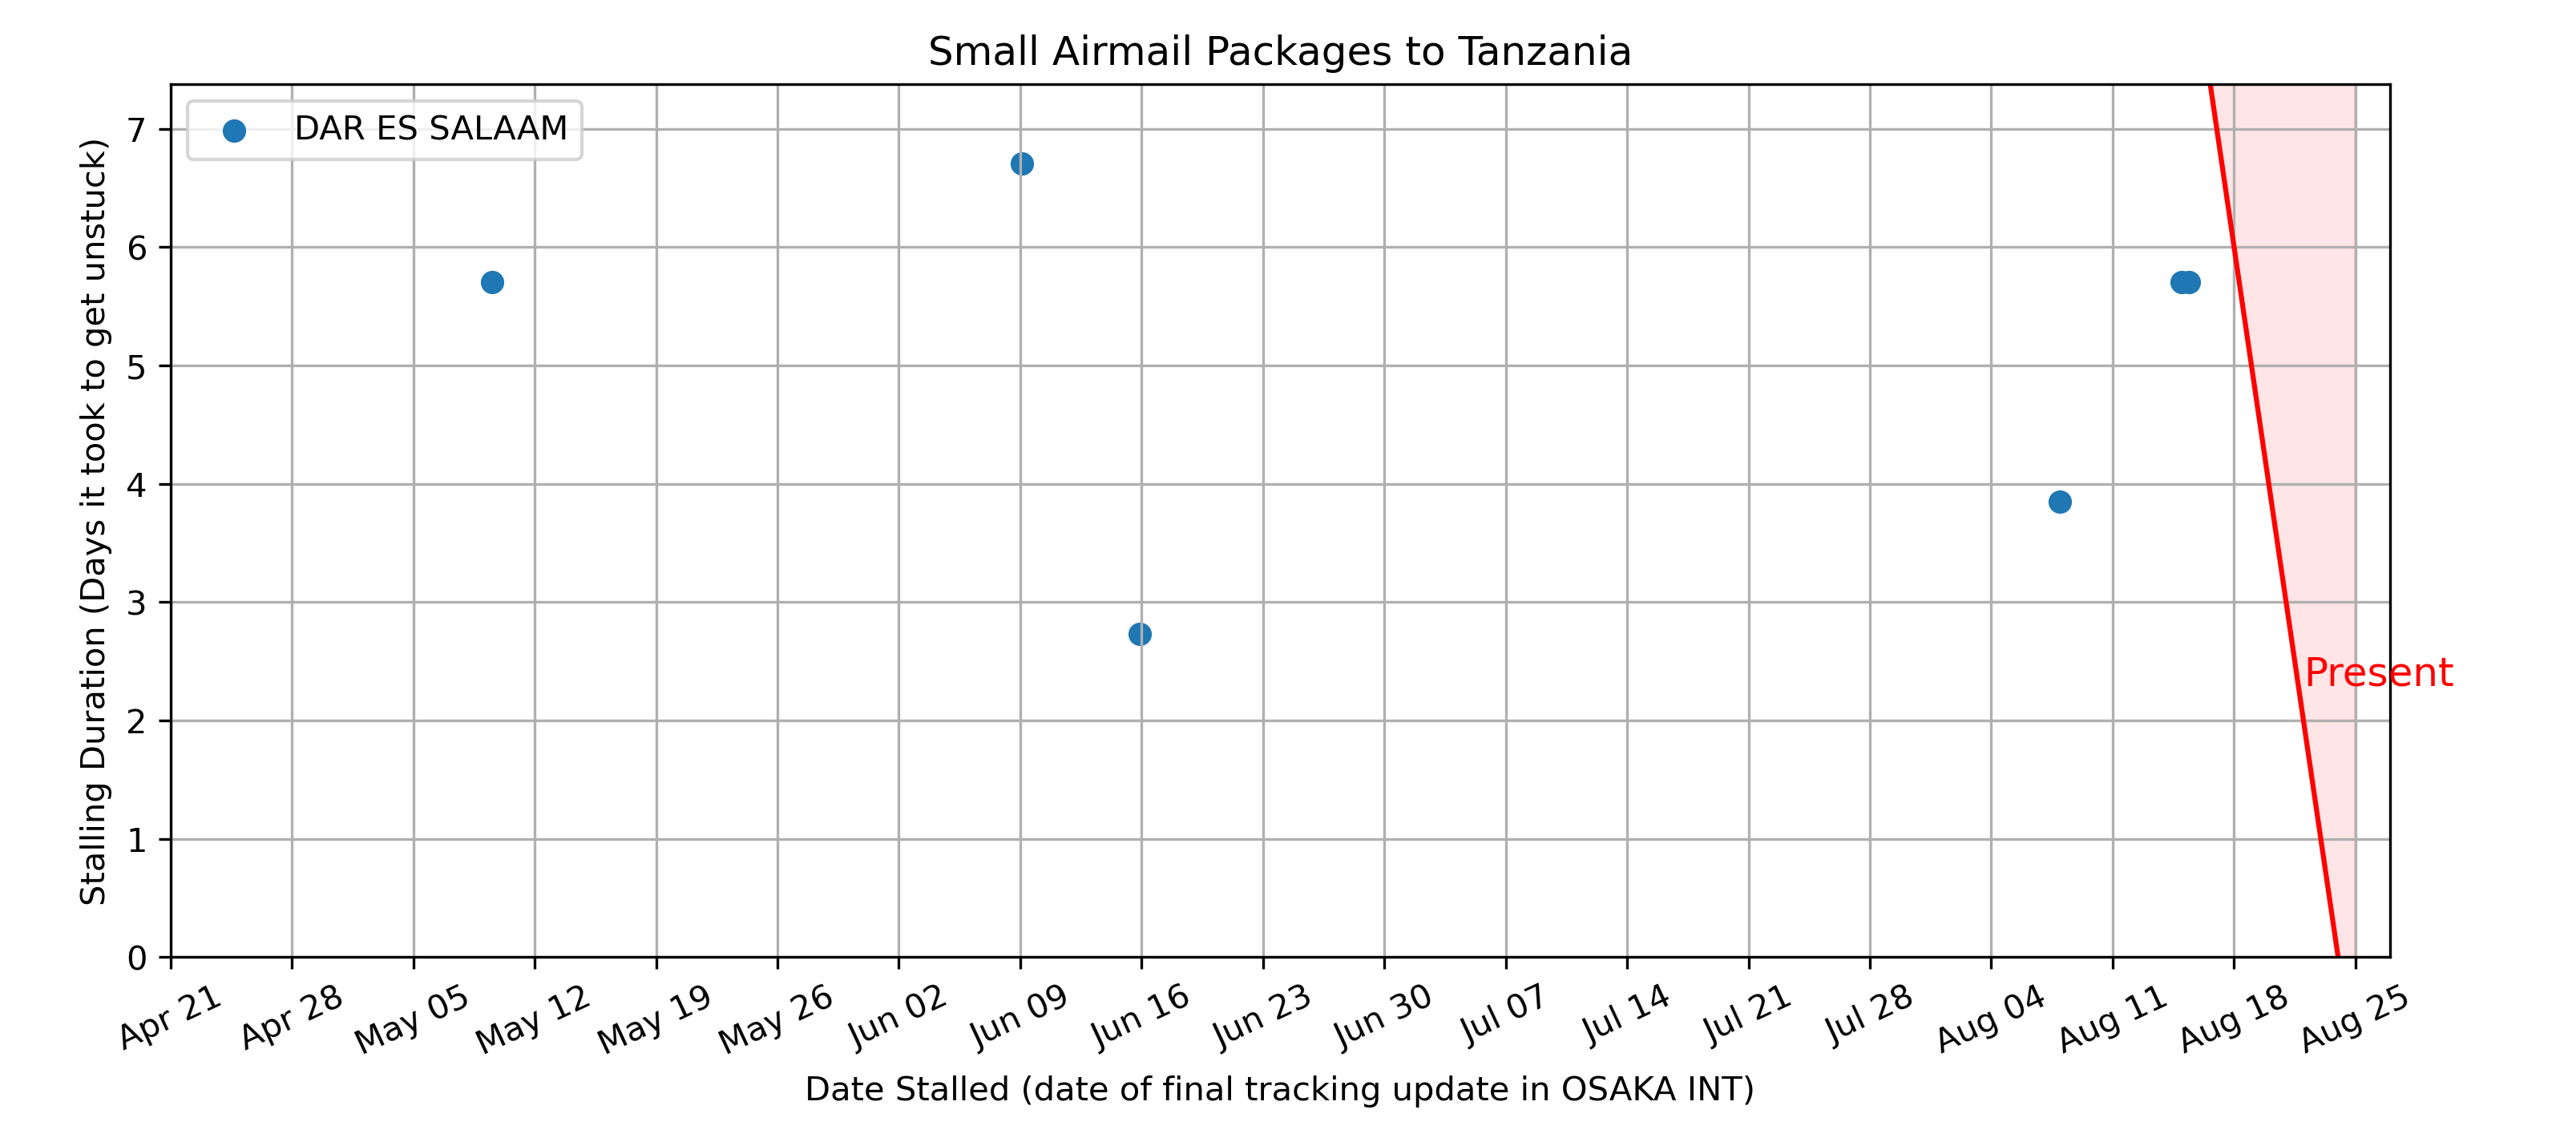 Small Airmail Packages to Tanzania
DAR ES SALAAM
Stalling Duration (Days it took to get unstuck)
7
6
5
4
3
2
1
0
Present
Apr 21 Apr 28 May 05 May 12 May 19 May 26 Jun 02 Jun 09 Jun 16 Jun 23 Jun 30 Jul 07 Jul 14 Jul 21 Jul 28 Aug 04 Aug 11 Aug 18 Aug 25
Date Stalled (date of final tracking update in OSAKA INT)